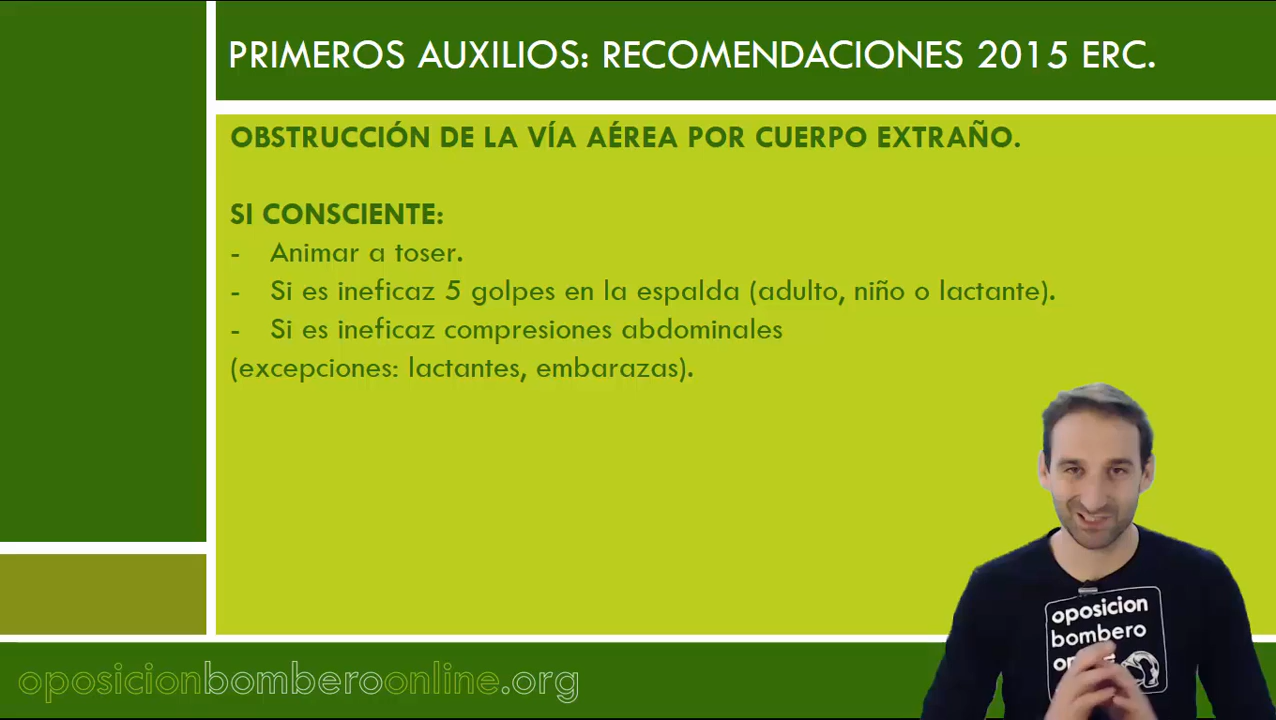 PRIMEROS AUXILIOS: RECOMENDACIONES 2015 ERC.
OBSTRUCCIÓN DE LA VÍA AÉREA POR CUERPO EXTRAÑO.
SI CONSCIENTE:
- Animar a toser.
- Si es ineficaz 5 golpes en la espalda (adulto, niño o lactante).
- Si es ineficaz compresiones abdominales
(excepciones: lactantes, embarazas).
oposicion
bombero
oposicionbomberoonline.org